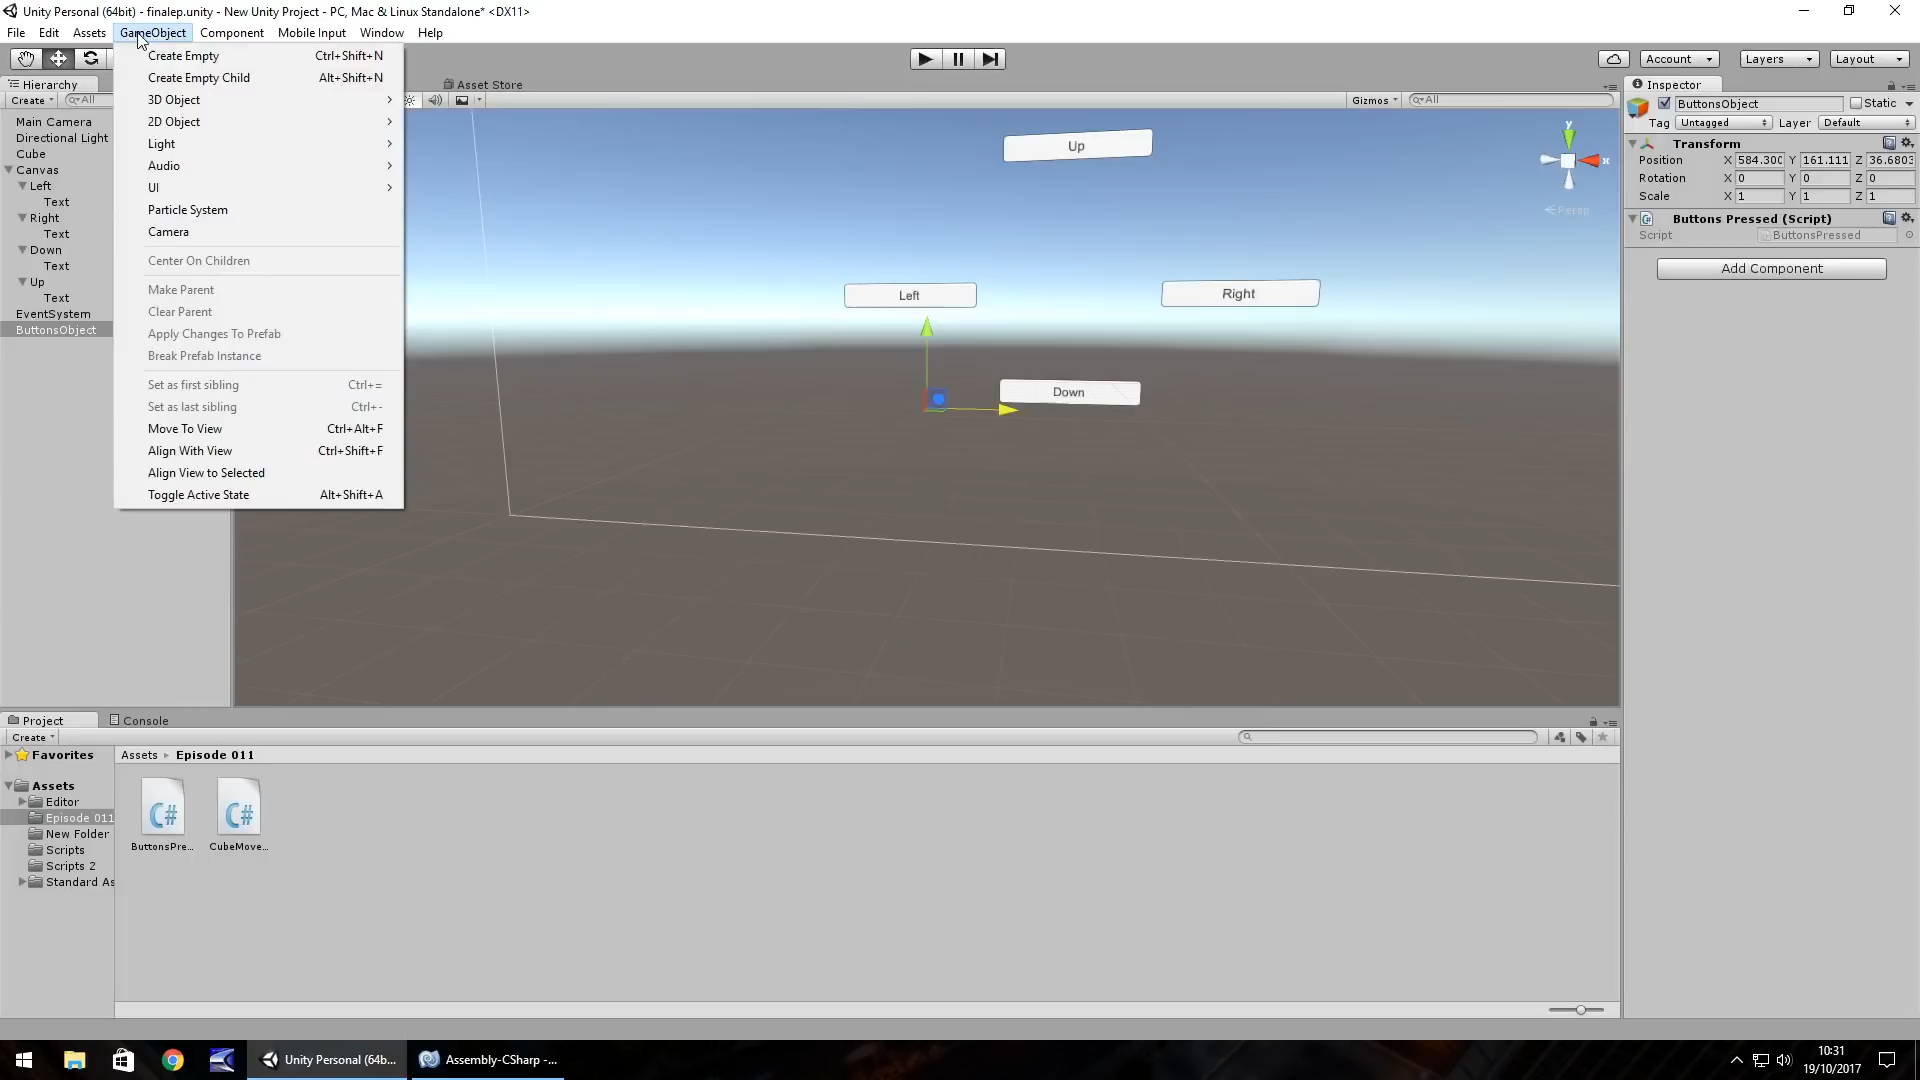 Unity Personal (64bit) - finalep.unity - New Unity Project - PC, Mac & Linux Standalone* <DX11>
File Edit Assets GameObject Component Mobile Input Window Help
Account Layers Layout
Hierarchy
Create All
Main Camera
Directional Light
Cube
Canvas
Left
Text
Right
Text
Down
Text
Up
Text
EventSystem
ButtonsObject
Create Empty Ctrl+Shift+N
Create Empty Child Alt+Shift+N
3D Object
2D Object
Light
Audio
UI
Particle System
Camera
Center On Children
Make Parent
Clear Parent
Apply Changes To Prefab
Break Prefab Instance
Set as first sibling Ctrl+=
Set as last sibling Ctrl+-
Move To View Ctrl+Alt+F
Align With View Ctrl+Shift+F
Align View to Selected
Toggle Active State Alt+Shift+A
Asset Store
Gizmos All
Up
y
x
Persp
Left
Right
Down
Inspector
ButtonsObject Static
Tag Untagged Layer Default
Transform
Position X 584.300 Y 161.111 Z 36.6803
Rotation X 0 Y 0 Z 0
Scale X 1 Y 1 Z 1
Buttons Pressed (Script)
Script ButtonsPressed
Add Component
Project Console
Create
Favorites
Assets
Editor
Episode 011
New Folder
Scripts
Scripts 2
Standard As
Assets Episode 011
C# C#
ButtonsPre... CubeMove...
Unity Personal (64b... Assembly-CSharp -...
10:31
19/10/2017